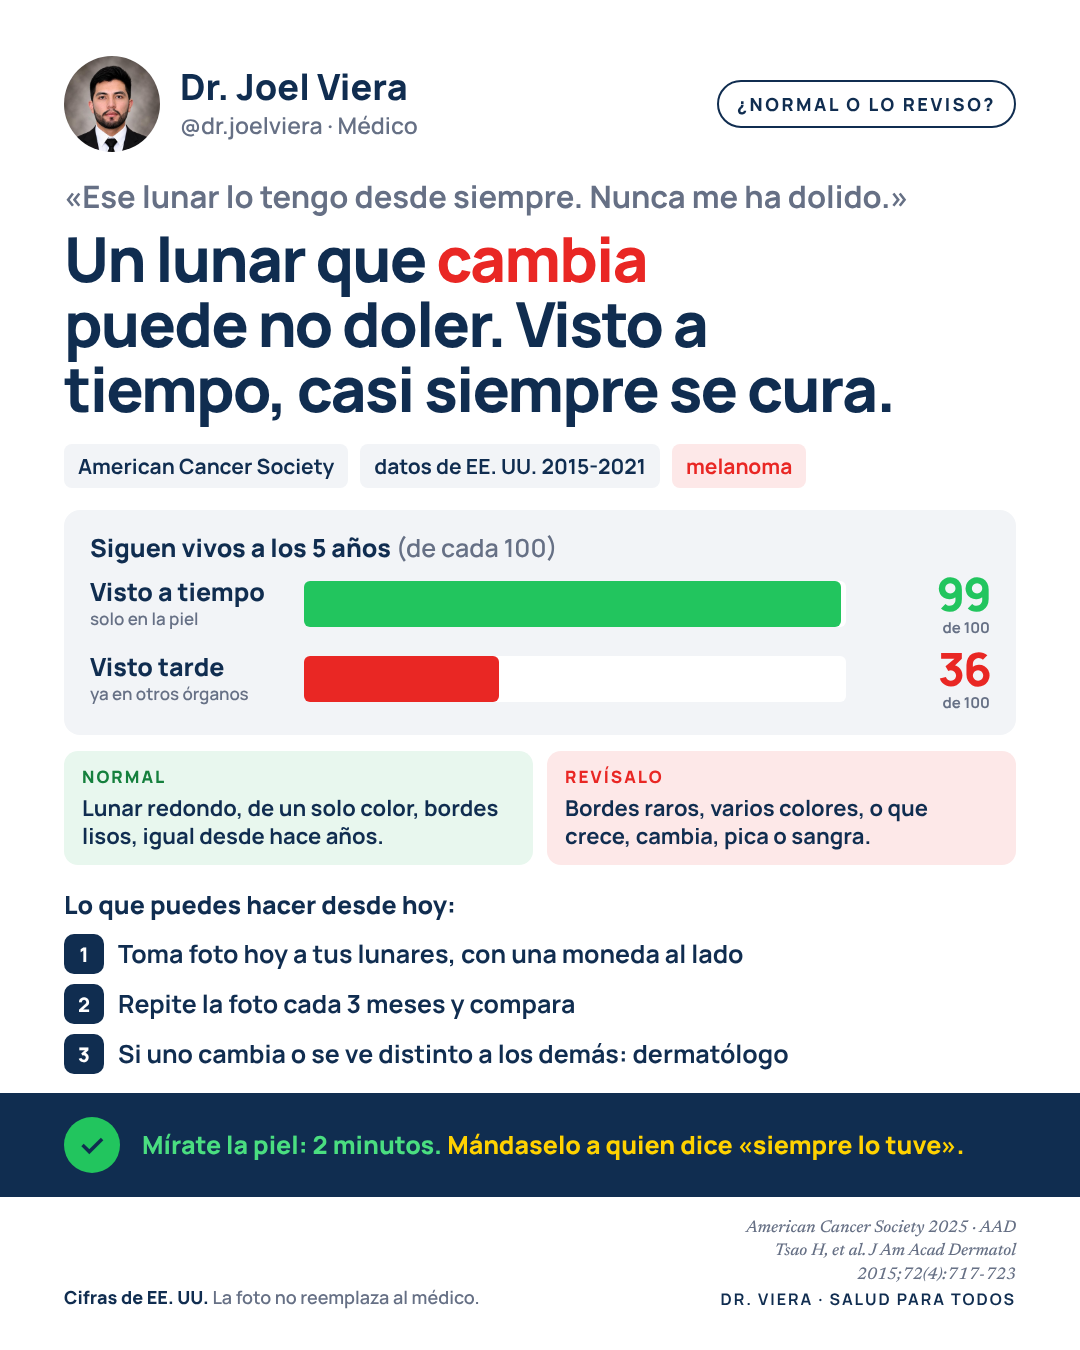 Dr. Joel Viera
@dr.joelviera · Médico
¿NORMAL O LO REVISO?
«Ese lunar lo tengo desde siempre. Nunca me ha dolido.»
Un lunar que cambia
puede no doler. Visto a
tiempo, casi siempre se cura.
American Cancer Society
datos de EE. UU. 2015-2021
melanoma
Siguen vivos a los 5 años (de cada 100)
Visto a tiempo
solo en la piel
99
de 100
Visto tarde
ya en otros órganos
36
de 100
NORMAL
Lunar redondo, de un solo color, bordes
lisos, igual desde hace años.
REVÍSALO
Bordes raros, varios colores, o que
crece, cambia, pica o sangra.
Lo que puedes hacer desde hoy:
1 Toma foto hoy a tus lunares, con una moneda al lado
2 Repite la foto cada 3 meses y compara
3 Si uno cambia o se ve distinto a los demás: dermatólogo
Mírate la piel: 2 minutos. Mándaselo a quien dice «siempre lo tuve».
American Cancer Society 2025 · AAD
Tsao H, et al. J Am Acad Dermatol
2015;72(4):717-723
Cifras de EE. UU. La foto no reemplaza al médico.
DR. VIERA · SALUD PARA TODOS